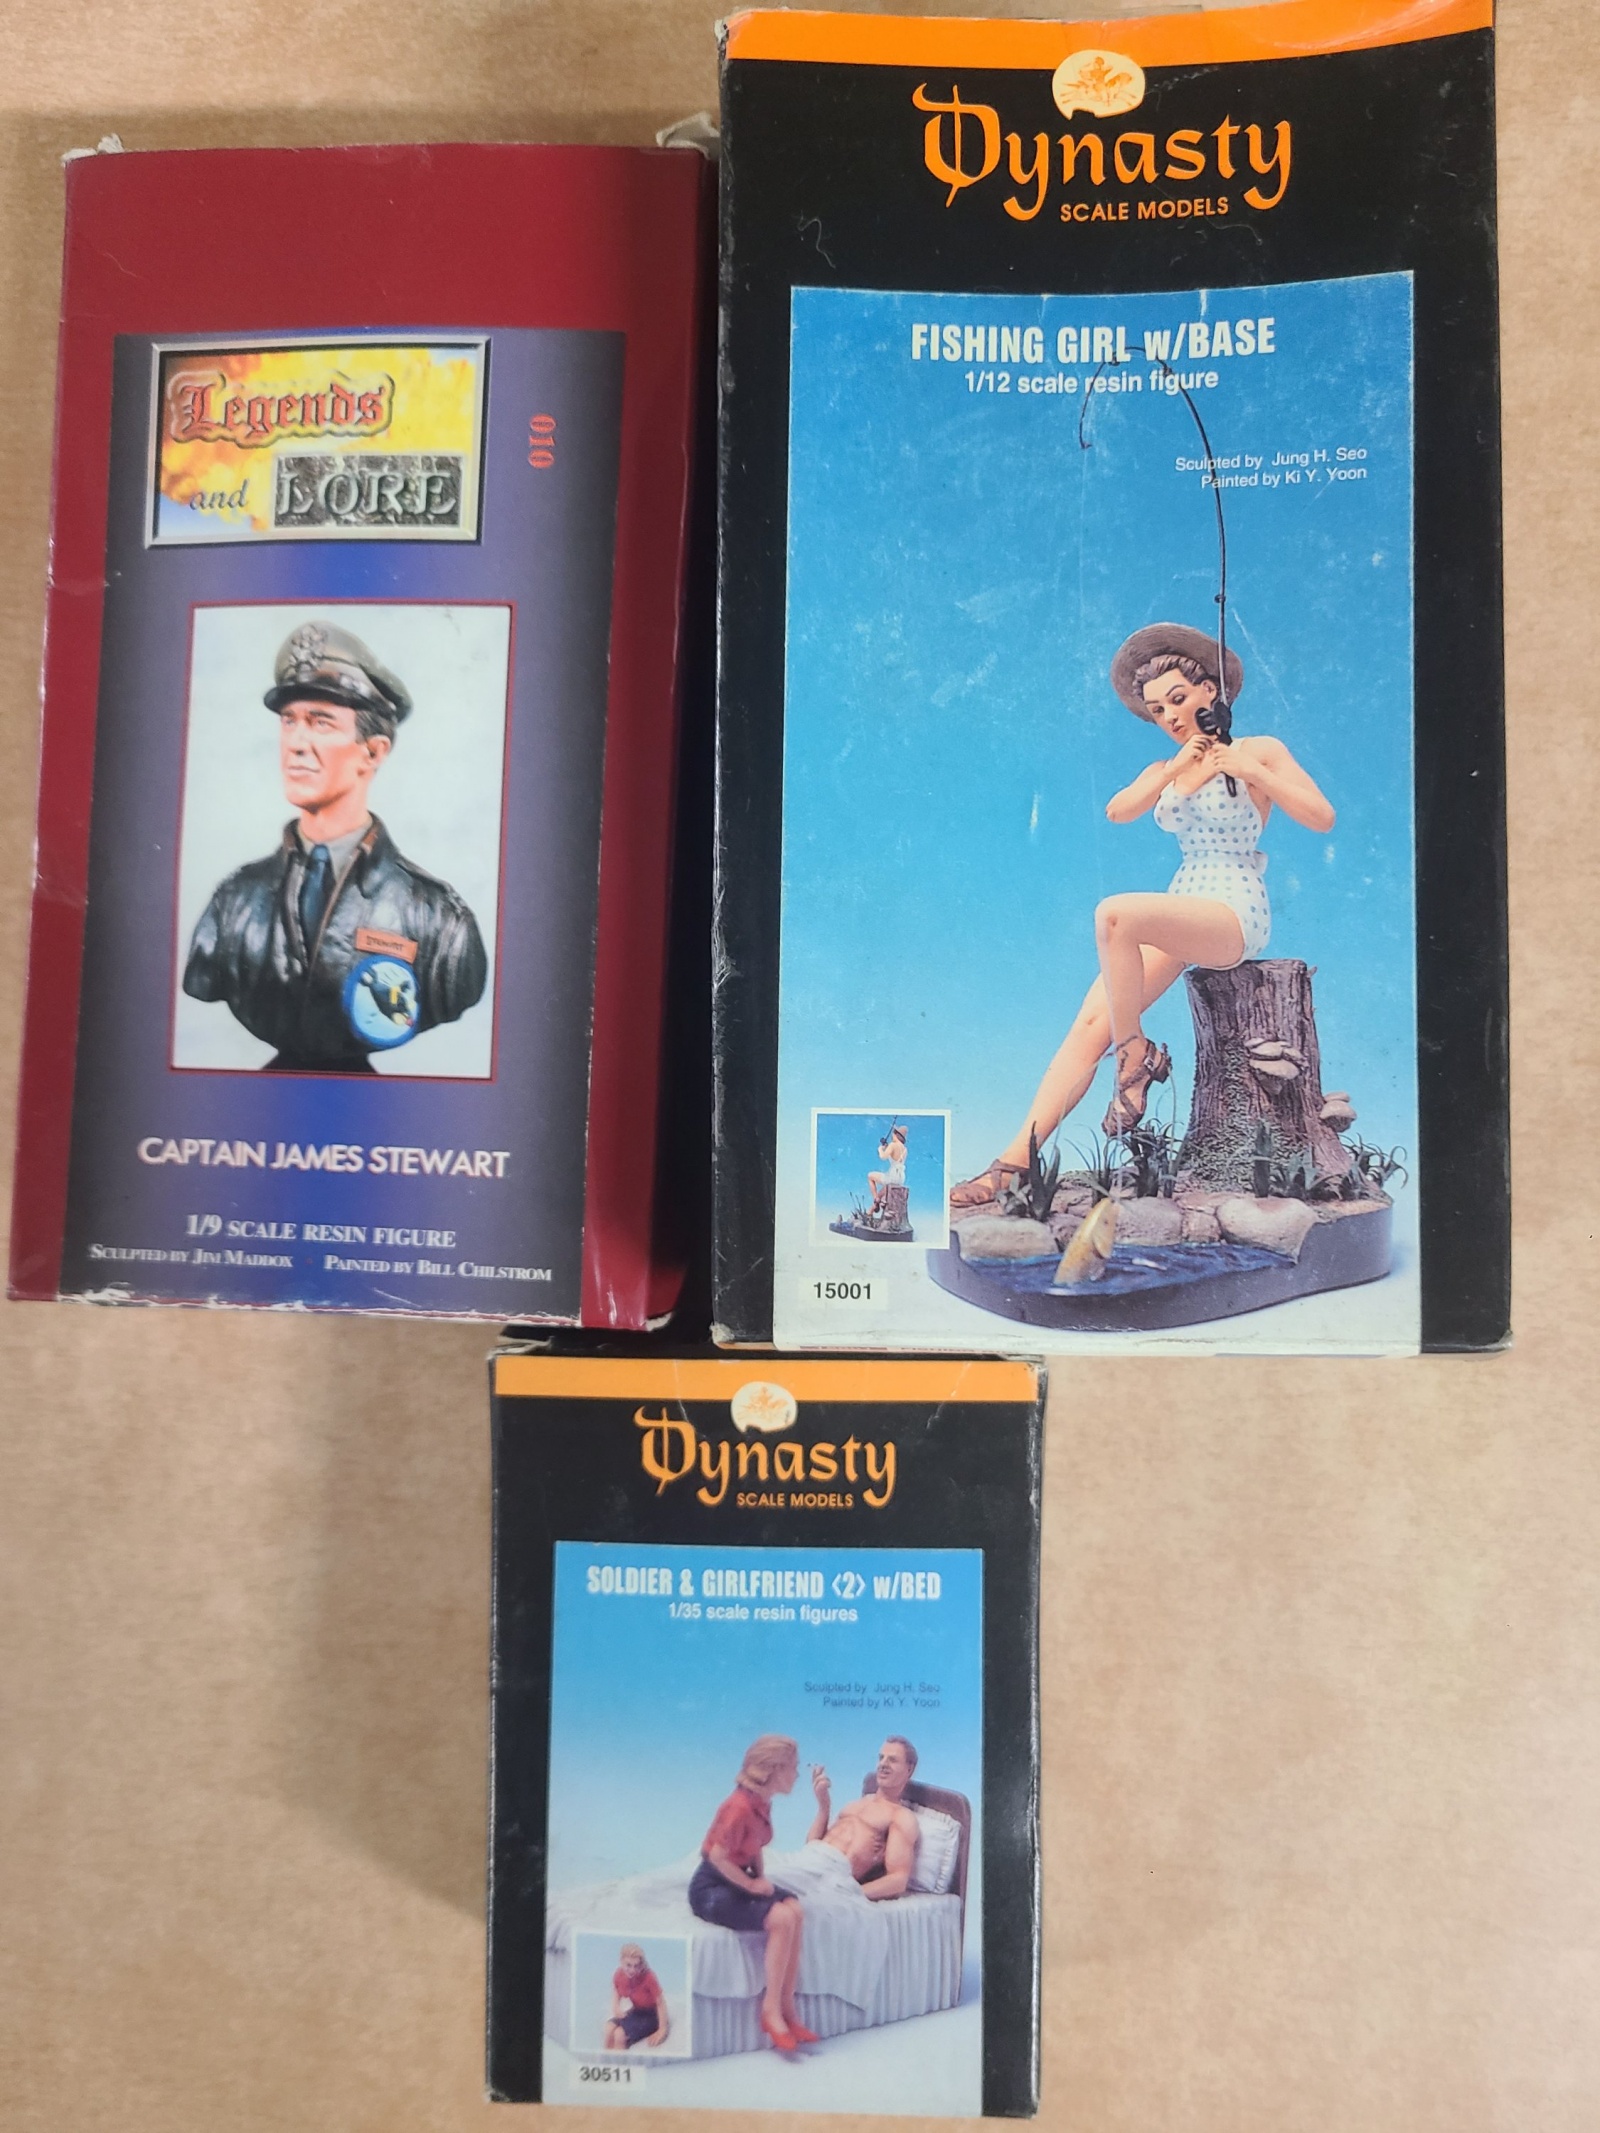 Legends
and LORE
010
STEWART
CAPTAIN JAMES STEWART
1/9 SCALE RESIN FIGURE
SCULPTED BY JIM MADDOX PAINTED BY BILL CHILSTROM
Dynasty
SCALE MODELS
FISHING GIRL w/BASE
1/12 scale resin figure
Sculpted by Jung H. Seo
Painted by Ki Y. Yoon
15001
Dynasty
SCALE MODELS
SOLDIER & GIRLFRIEND <2> w/BED
1/35 scale resin figures
Sculpted by Jung H. Seo
Painted by Ki Y. Yoon
30511